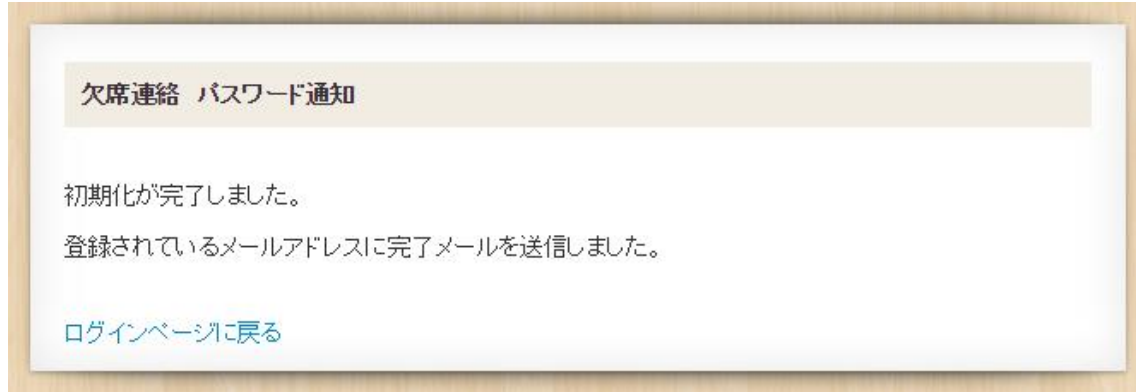 欠席連絡 パスワード通知
初期化が完了しました。
登録されているメールアドレスに完了メールを送信しました。
ログインページに戻る